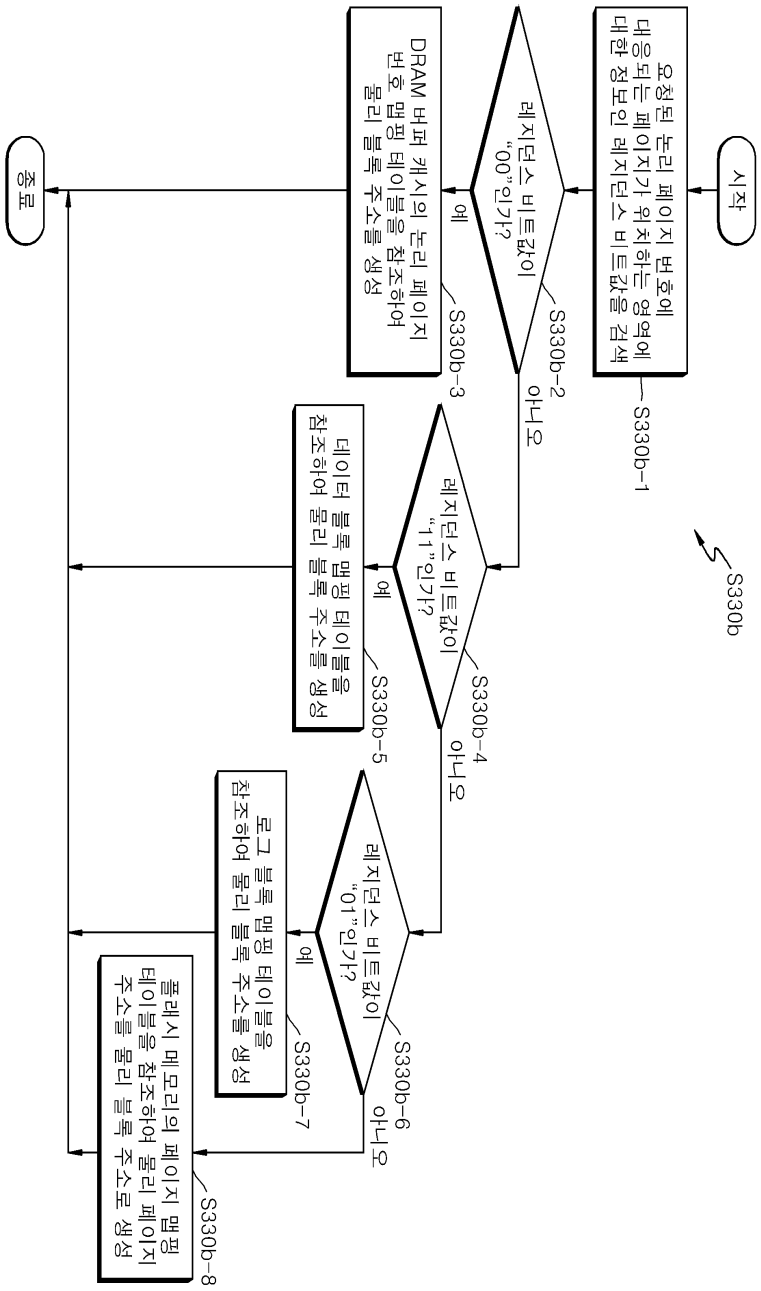 S330b
시작
요청된 논리 페이지 번호에
대응되는 페이지가 위치하는 영역에
대한 정보인 레지던스 비트값을 검색
S330b-1
레지던스 비트값이
“00”인가?
S330b-2
예
아니오
DRAM 버퍼 캐시의 논리 페이지
번호 맵핑 테이블을 참조하여
물리 블록 주소를 생성
S330b-3
레지던스 비트값이
“11”인가?
S330b-4
예
아니오
데이터 블록 맵핑 테이블을
참조하여 물리 블록 주소를 생성
S330b-5
레지던스 비트값이
“01”인가?
S330b-6
예
아니오
로그 블록 맵핑 테이블을
참조하여 물리 블록 주소를 생성
S330b-7
플래시 메모리의 페이지 맵핑
테이블을 참조하여 물리 페이지
주소를 물리 블록 주소로 생성
S330b-8
종료